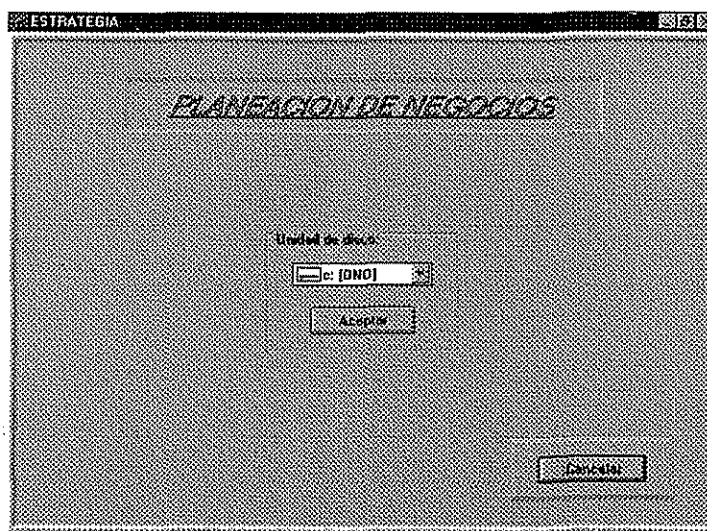 ESTRATEGIA
PLANEACION DE NEGOCIOS
Unidad de disco
c: [DNO]
Aceptar
Cancelar